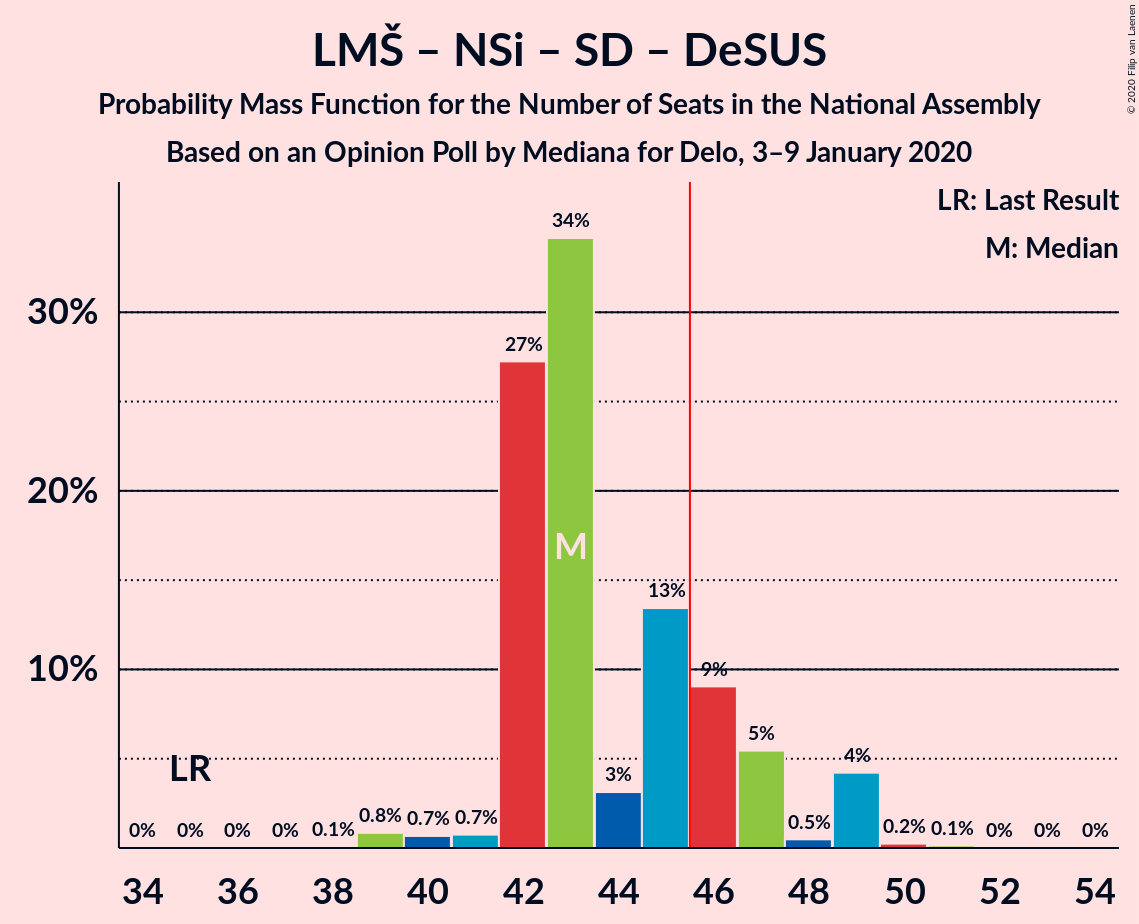 LMŠ – NSi – SD – DeSUS
Probability Mass Function for the Number of Seats in the National Assembly
Based on an Opinion Poll by Mediana for Delo, 3–9 January 2020
© 2020 Filip van Laenen
LR: Last Result
M: Median
34%
30%
27%
20%
M
13%
10%
9%
5%
4%
LR
3%
0% 0% 0% 0% 0.1% 0.8% 0.7% 0.7% 0.5% 0.2% 0.1% 0% 0% 0%
34 36 38 40 42 44 46 48 50 52 54